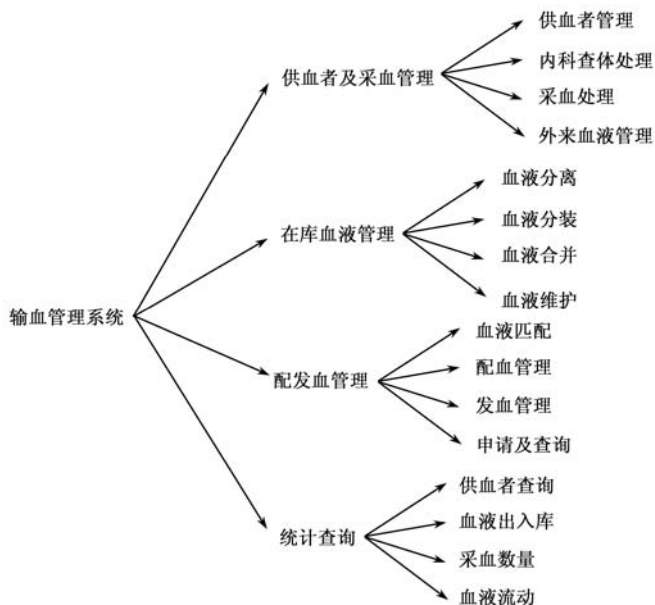 供血者管理
内科查体处理
供血者及采血管理
采血处理
外来血液管理
血液分离
血液分装
在库血液管理
血液合并
血液维护
输血管理系统
血液匹配
配血管理
配发血管理
发血管理
申请及查询
供血者查询
血液出入库
统计查询
采血数量
血液流动